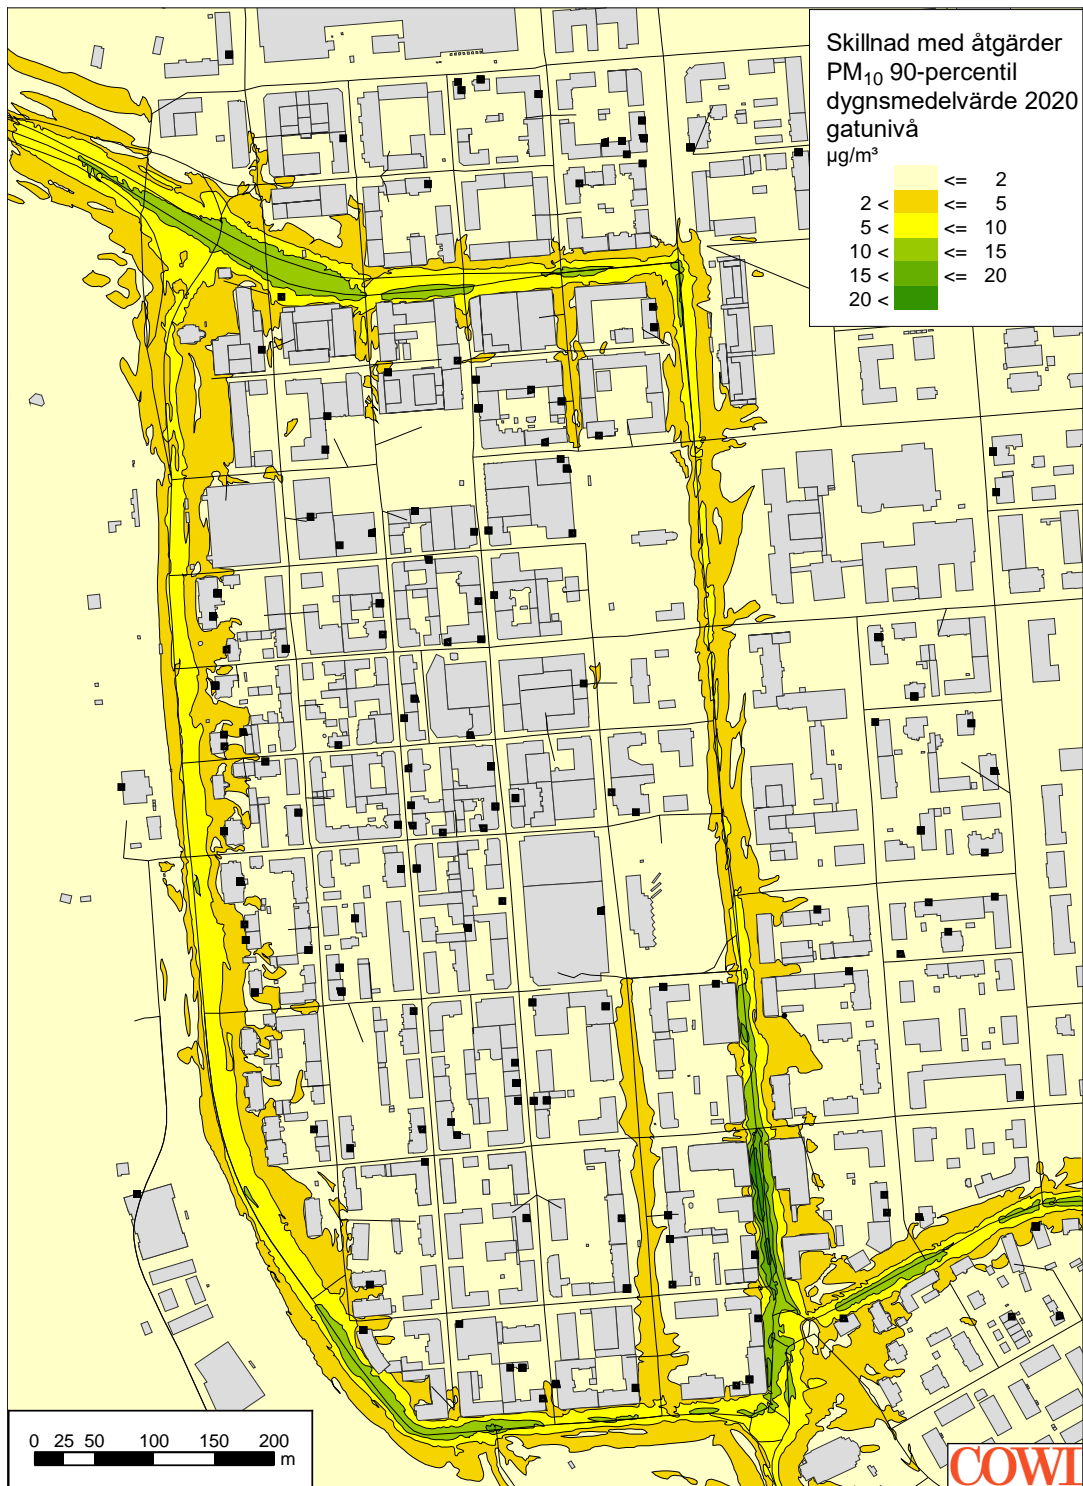 Skillnad med åtgärder
PM₁₀ 90-percentil
dygnsmedelvärde 2020
gatunivå
µg/m³
<= 2
2 < <= 5
5 < <= 10
10 < <= 15
15 < <= 20
20 <
0 25 50 100 150 200
m
COWI